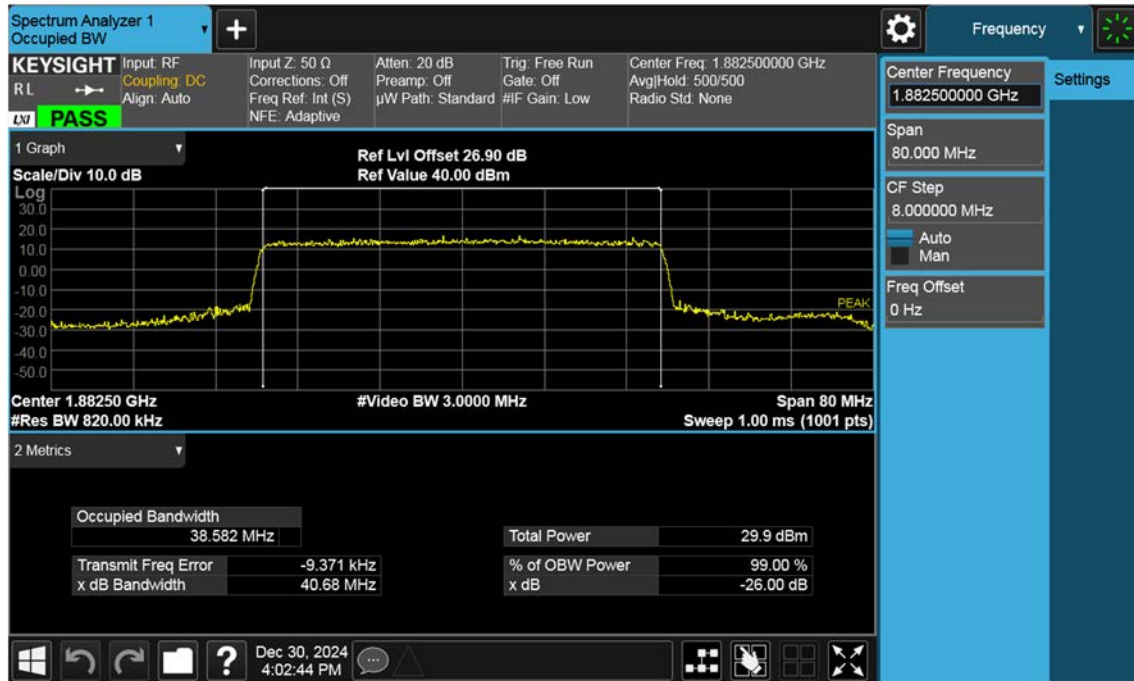 Spectrum Analyzer 1
Occupied BW
+
Frequency
KEYSIGHT
R L
LXI
PASS
Input: RF
Coupling: DC
Align: Auto
Input Z: 50 Ω
Corrections: Off
Freq Ref: Int (S)
NFE: Adaptive
Atten: 20 dB
Preamp: Off
µW Path: Standard
Trig: Free Run
Gate: Off
#IF Gain: Low
Center Freq: 1.882500000 GHz
Avg|Hold: 500/500
Radio Std: None
1 Graph
Scale/Div 10.0 dB
Ref Lvl Offset 26.90 dB
Ref Value 40.00 dBm
Log
30.0
20.0
10.0
0.00
-10.0
-20.0
-30.0
-40.0
-50.0
PEAK
Center 1.88250 GHz
#Video BW 3.0000 MHz
Span 80 MHz
#Res BW 820.00 kHz
Sweep 1.00 ms (1001 pts)
2 Metrics
Occupied Bandwidth
38.582 MHz
Total Power 29.9 dBm
Transmit Freq Error -9.371 kHz
% of OBW Power 99.00 %
x dB Bandwidth 40.68 MHz
x dB -26.00 dB
Center Frequency
1.882500000 GHz
Settings
Span
80.000 MHz
CF Step
8.000000 MHz
Auto
Man
Freq Offset
0 Hz
?
Dec 30, 2024
4:02:44 PM